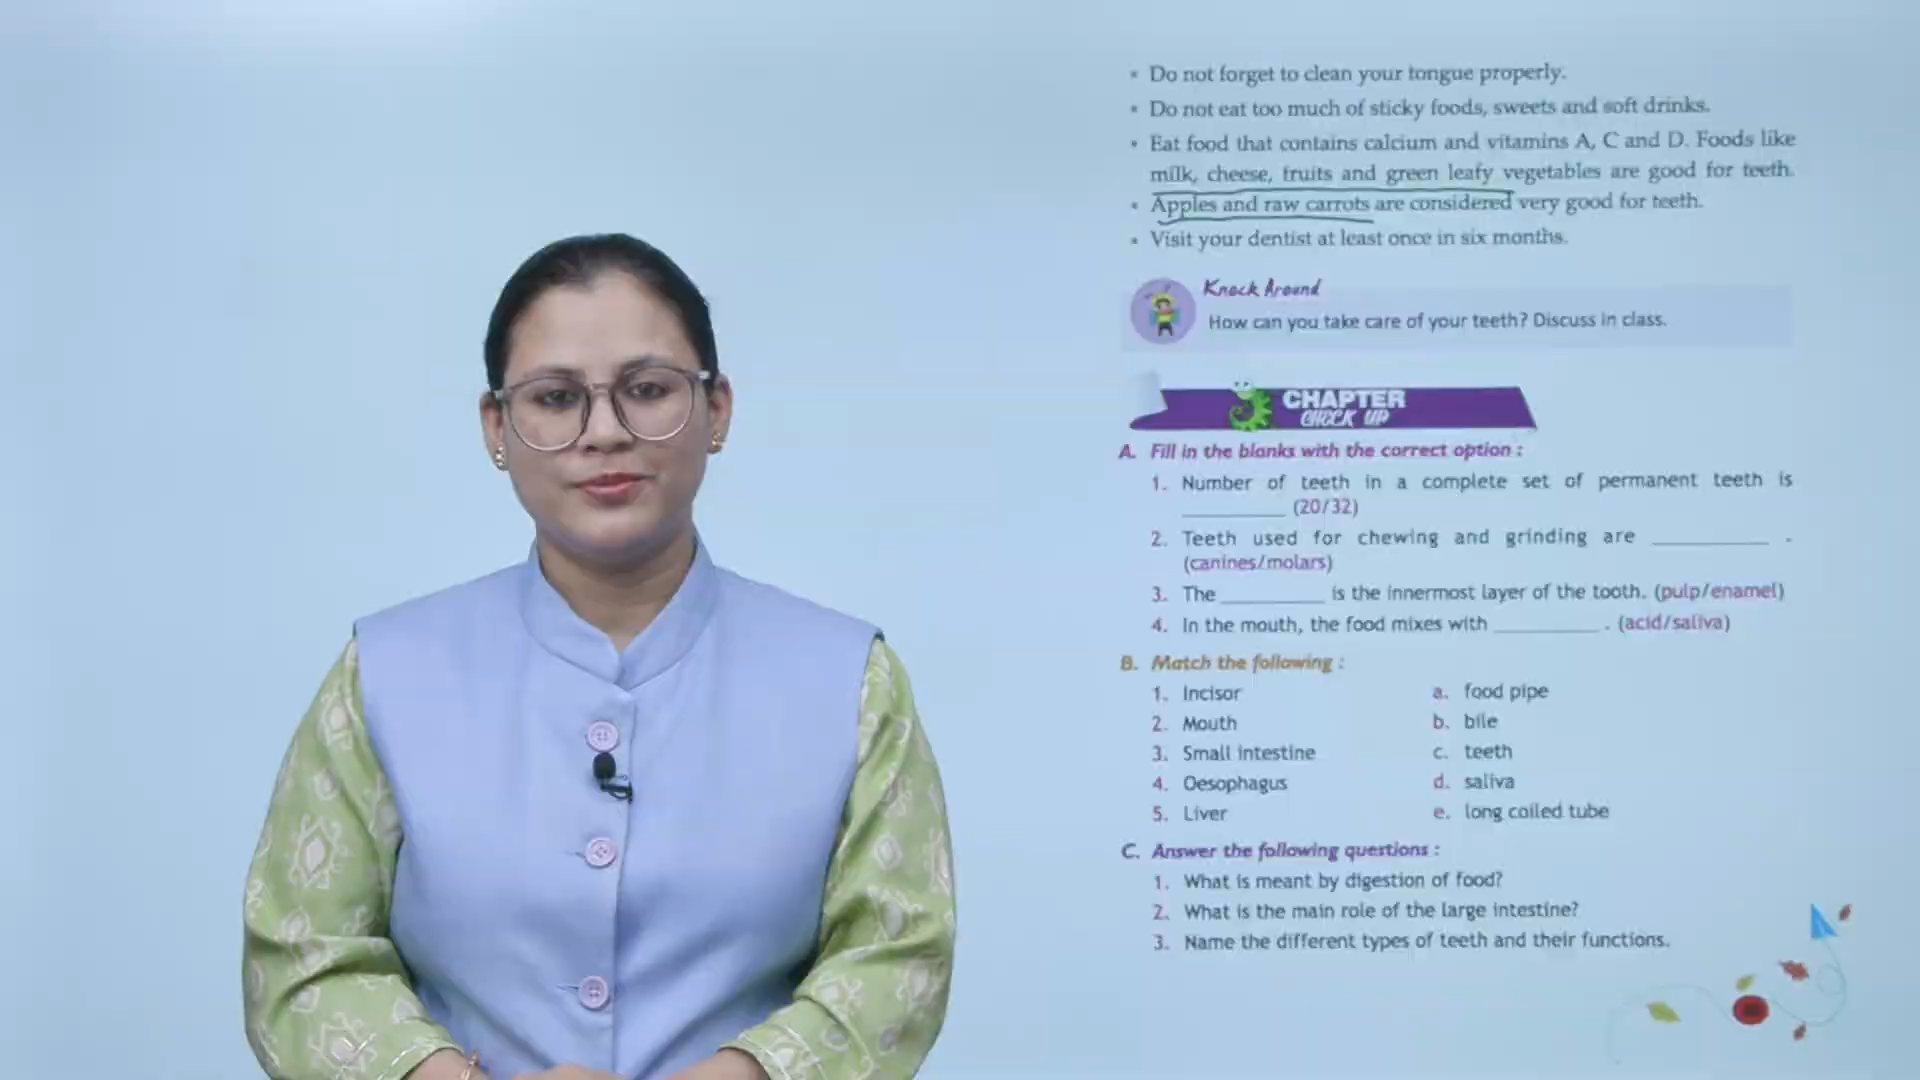 • Do not forget to clean your tongue properly.
• Do not eat too much of sticky foods, sweets and soft drinks.
• Eat food that contains calcium and vitamins A, C and D. Foods like
milk, cheese, fruits and green leafy vegetables are good for teeth.
• Apples and raw carrots are considered very good for teeth.
• Visit your dentist at least once in six months.
Knock Around
How can you take care of your teeth? Discuss in class.
CHAPTER
CHECK UP
A. Fill in the blanks with the correct option :
1. Number of teeth in a complete set of permanent teeth is
__________ (20/32)
2. Teeth used for chewing and grinding are __________ .
(canines/molars)
3. The __________ is the innermost layer of the tooth. (pulp/enamel)
4. In the mouth, the food mixes with __________ . (acid/saliva)
B. Match the following :
1. Incisor a. food pipe
2. Mouth b. bile
3. Small intestine c. teeth
4. Oesophagus d. saliva
5. Liver e. long coiled tube
C. Answer the following questions :
1. What is meant by digestion of food?
2. What is the main role of the large intestine?
3. Name the different types of teeth and their functions.